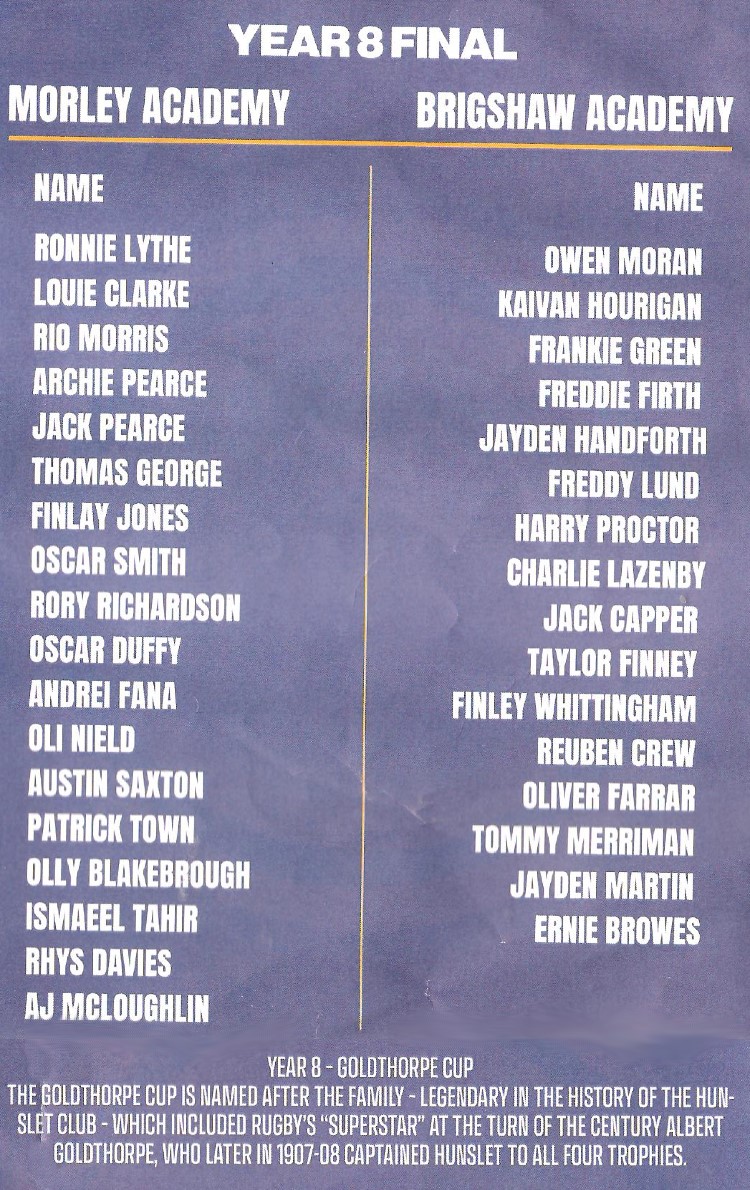 YEAR 8 FINAL
MORLEY ACADEMY
BRIGSHAW ACADEMY
NAME
RONNIE LYTHE
LOUIE CLARKE
RIO MORRIS
ARCHIE PEARCE
JACK PEARCE
THOMAS GEORGE
FINLAY JONES
OSCAR SMITH
RORY RICHARDSON
OSCAR DUFFY
ANDREI FANA
OLI NIELD
AUSTIN SAXTON
PATRICK TOWN
OLLY BLAKEBROUGH
ISMAEEL TAHIR
RHYS DAVIES
AJ MCLOUGHLIN
NAME
OWEN MORAN
KAIVAN HOURIGAN
FRANKIE GREEN
FREDDIE FIRTH
JAYDEN HANDFORTH
FREDDY LUND
HARRY PROCTOR
CHARLIE LAZENBY
JACK CAPPER
TAYLOR FINNEY
FINLEY WHITTINGHAM
REUBEN CREW
OLIVER FARRAR
TOMMY MERRIMAN
JAYDEN MARTIN
ERNIE BROWES
YEAR 8 - GOLDTHORPE CUP
THE GOLDTHORPE CUP IS NAMED AFTER THE FAMILY - LEGENDARY IN THE HISTORY OF THE HUN-
SLET CLUB - WHICH INCLUDED RUGBY'S "SUPERSTAR" AT THE TURN OF THE CENTURY ALBERT
GOLDTHORPE, WHO LATER IN 1907-08 CAPTAINED HUNSLET TO ALL FOUR TROPHIES.